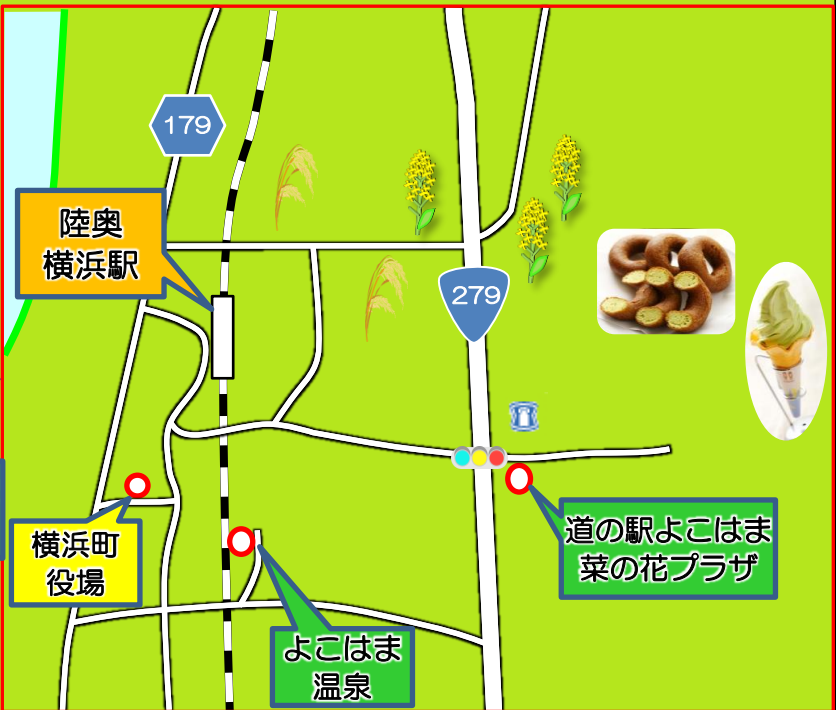 179
陸奥
横浜駅
279
道の駅よこはま
菜の花プラザ
横浜町
役場
よこはま
温泉